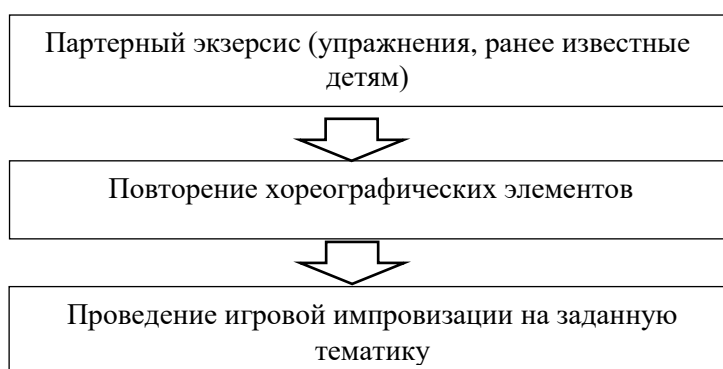 Партерный экзерсис (упражнения, ранее известные
детям)
Повторение хореографических элементов
Проведение игровой импровизации на заданную
тематику